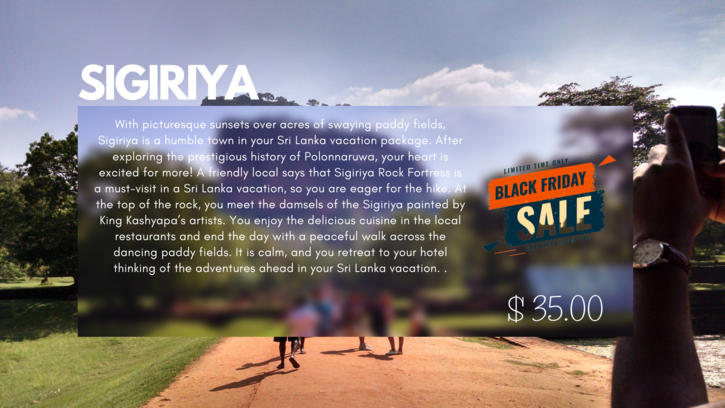 SIGIRIYA
With picturesque sunsets over acres of swaying paddy fields,
Sigiriya is a humble town in your Sri Lanka vacation package. After
exploring the prestigious history of Polonnaruwa, your heart is
excited for more! A friendly local says that Sigiriya Rock Fortress is
a must-visit in a Sri Lanka vacation, so you are eager for the hike. At
the top of the rock, you meet the damsels of the Sigiriya painted by
King Kashyapa’s artists. You enjoy the delicious cuisine in the local
restaurants and end the day with a peaceful walk across the
dancing paddy fields. It is calm, and you retreat to your hotel
thinking of the adventures ahead in your Sri Lanka vacation. .
LIMITED TIME ONLY
BLACK FRIDAY
SALE
$ 35.00